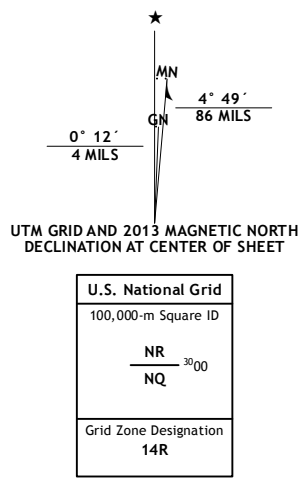 ★
MN
4° 49´
86 MILS
GN
0° 12´
4 MILS
UTM GRID AND 2013 MAGNETIC NORTH
DECLINATION AT CENTER OF SHEET
U.S. National Grid
100,000-m Square ID
NR
3000
NQ
Grid Zone Designation
14R